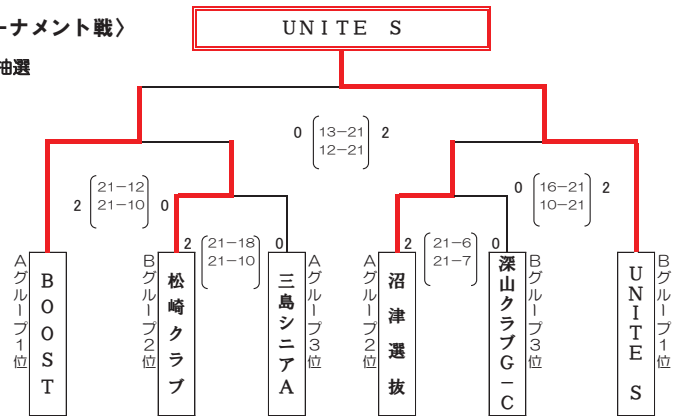 ーナメント戦〉
UNITE S
抽選
0 13-21 2
12-21
2 21-12 0
21-10
0 16-21 2
10-21
2 21-18 0
21-10
2 21-6 0
21-7
Aグループ1位
BOOST
Bグループ2位
松崎クラブ
三島シニアA
Aグループ3位
Aグループ2位
沼津選抜
深山クラブG-C
Bグループ3位
UNITE S
Bグループ1位